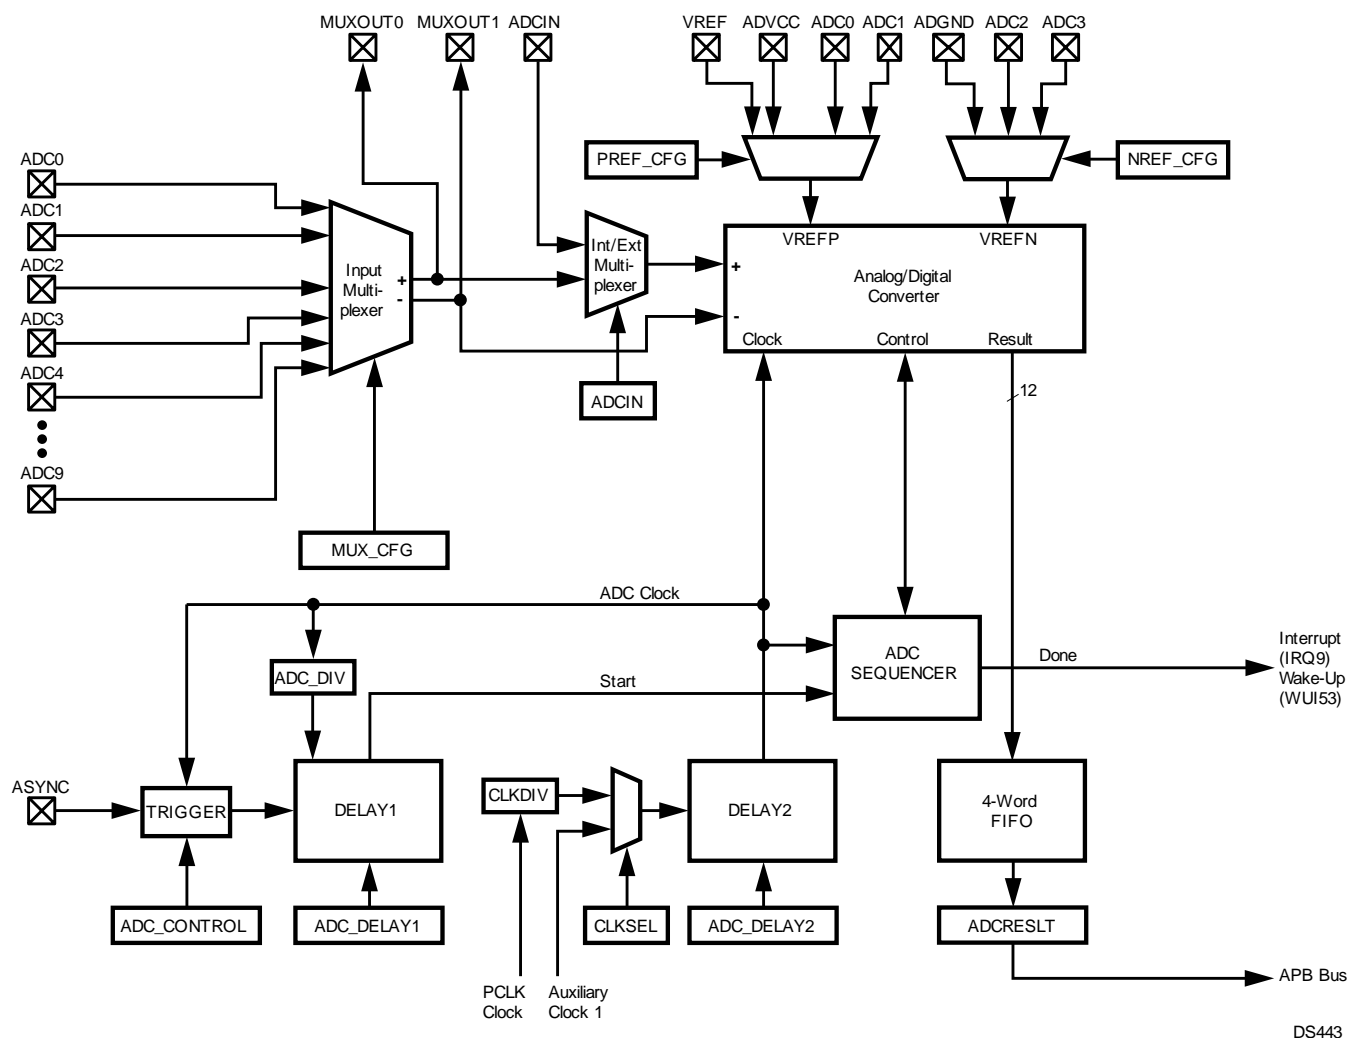 MUXOUT0
MUXOUT1
ADCIN
VREF
ADVCC
ADC0
ADC1
ADGND
ADC2
ADC3
PREF_CFG
NREF_CFG
ADC0
ADC1
ADC2
ADC3
ADC4
ADC9
Input
Multi-
plexer
+
-
Int/Ext
Multi-
plexer
VREFP
VREFN
+
Analog/Digital
Converter
-
Clock
Control
Result
12
ADCIN
MUX_CFG
ADC Clock
ADC_DIV
Start
ADC
SEQUENCER
Done
Interrupt
(IRQ9)
Wake-Up
(WUI53)
ASYNC
TRIGGER
DELAY1
CLKDIV
DELAY2
4-Word
FIFO
ADC_CONTROL
ADC_DELAY1
CLKSEL
ADC_DELAY2
ADCRESLT
PCLK
Clock
Auxiliary
Clock 1
APB Bus
DS443